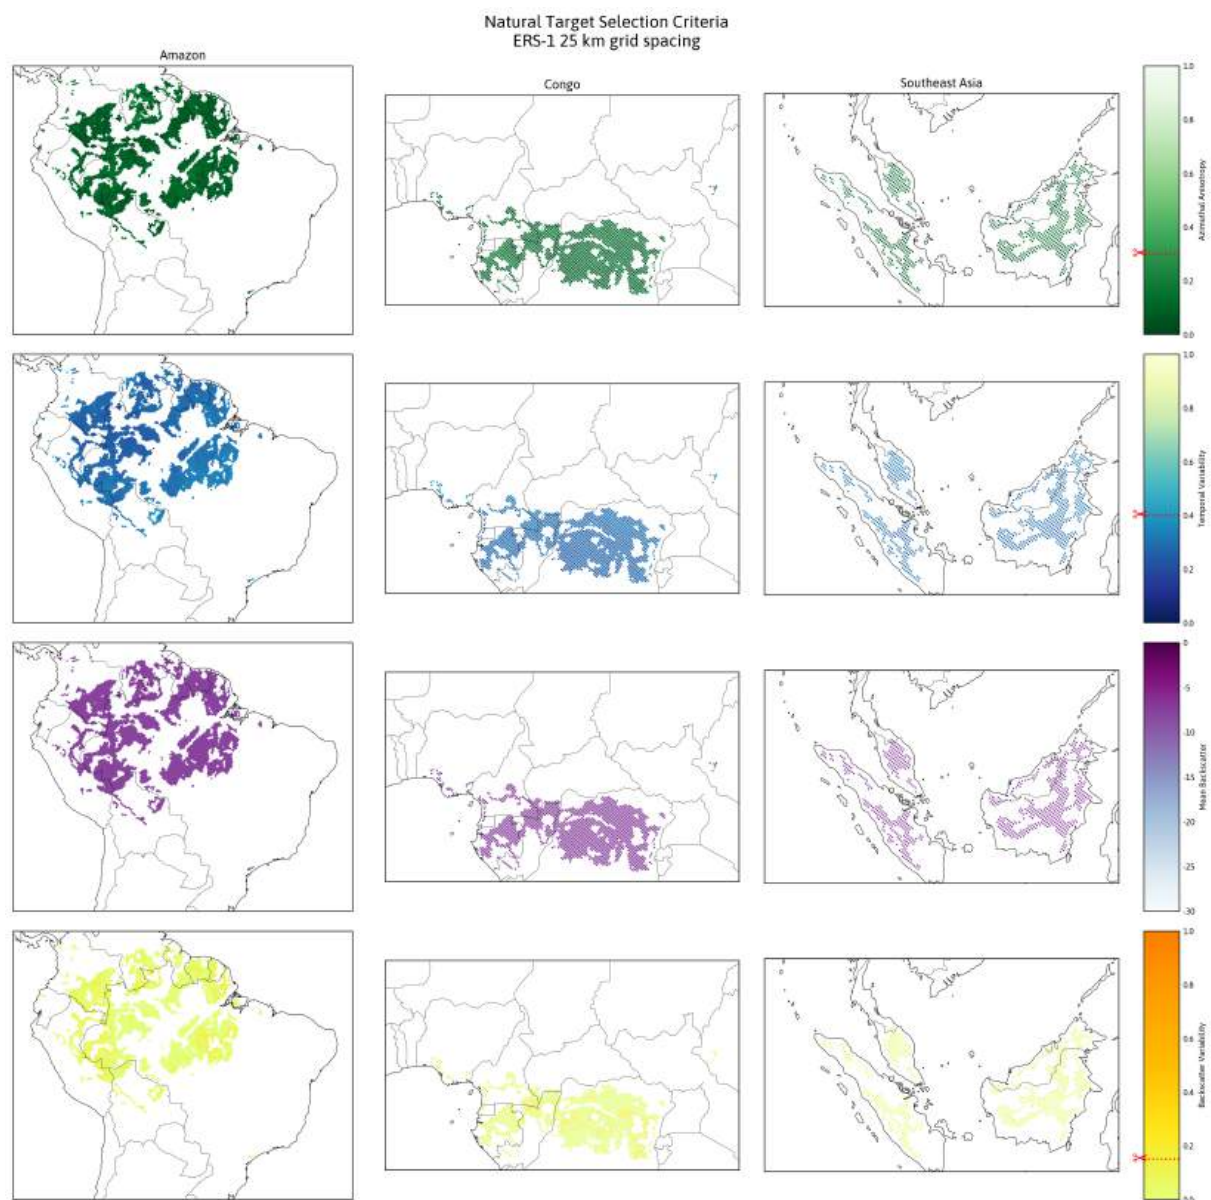 Natural Target Selection Criteria
ERS-1 25 km grid spacing
Amazon
Congo
Southeast Asia
1.0
0.8
0.6
0.4
0.2
0.0
Azimuthal Anisotropy
1.0
0.8
0.6
0.4
0.2
0.0
Temporal Variability
0
-5
-10
-15
-20
-25
-30
Mean Backscatter
1.0
0.8
0.6
0.4
0.2
0.0
Backscatter Variability